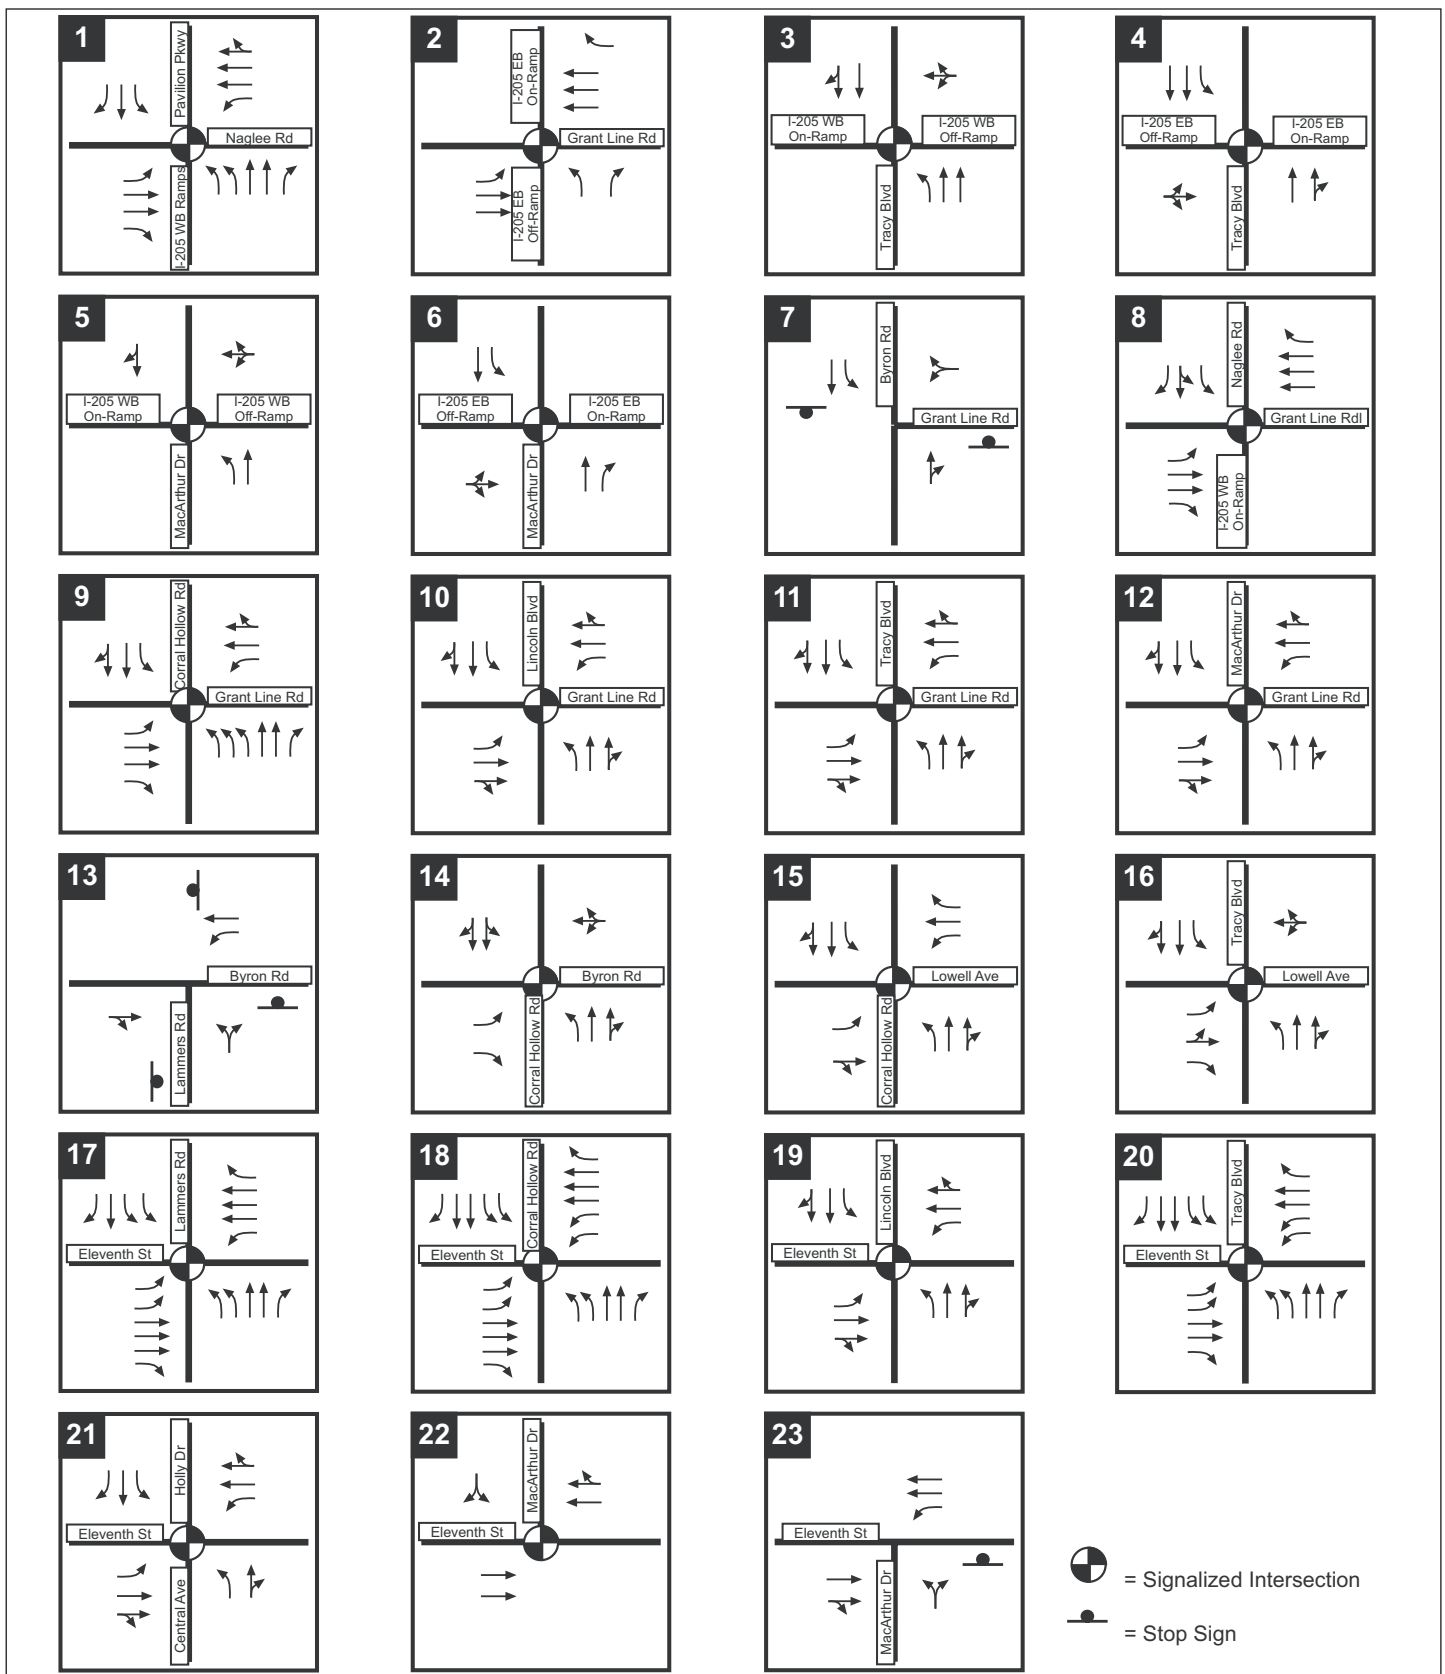 1
Pavilion Pkwy
Naglee Rd
I-205 WB Ramps
2
I-205 EB
On-Ramp
Grant Line Rd
I-205 EB
Off-Ramp
3
I-205 WB
On-Ramp
I-205 WB
Off-Ramp
Tracy Blvd
4
I-205 EB
Off-Ramp
I-205 EB
On-Ramp
Tracy Blvd
5
I-205 WB
On-Ramp
I-205 WB
Off-Ramp
MacArthur Dr
6
I-205 EB
Off-Ramp
I-205 EB
On-Ramp
MacArthur Dr
7
Byron Rd
Grant Line Rd
8
Naglee Rd
Grant Line Rdl
I-205 WB
On-Ramp
9
Corral Hollow Rd
Grant Line Rd
10
Lincoln Blvd
Grant Line Rd
11
Tracy Blvd
Grant Line Rd
12
MacArthur Dr
Grant Line Rd
13
Byron Rd
Lammers Rd
14
Byron Rd
Corral Hollow Rd
15
Lowell Ave
Corral Hollow Rd
16
Tracy Blvd
Lowell Ave
17
Lammers Rd
Eleventh St
18
Corral Hollow Rd
Eleventh St
19
Lincoln Blvd
Eleventh St
20
Tracy Blvd
Eleventh St
21
Holly Dr
Eleventh St
Central Ave
22
MacArthur Dr
Eleventh St
23
Eleventh St
MacArthur Dr
= Signalized Intersection
= Stop Sign